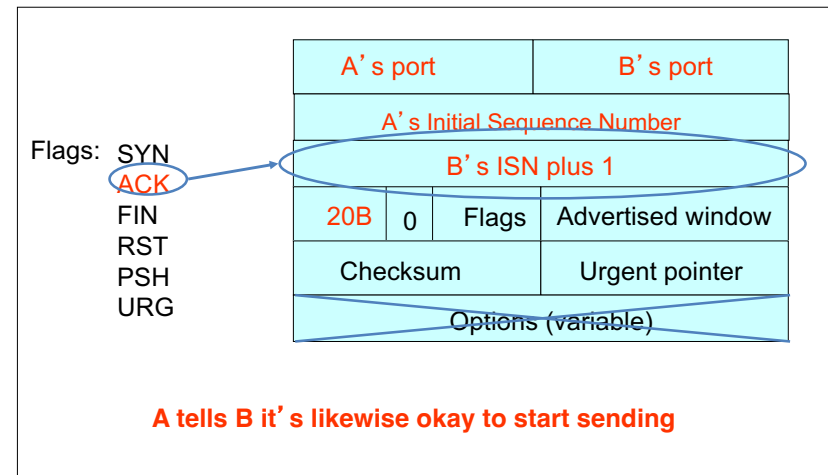 A's port B's port
A's Initial Sequence Number
Flags: SYN
B's ISN plus 1
ACK
FIN
20B 0 Flags Advertised window
RST
PSH
Checksum Urgent pointer
URG
Options (variable)
A tells B it's likewise okay to start sending